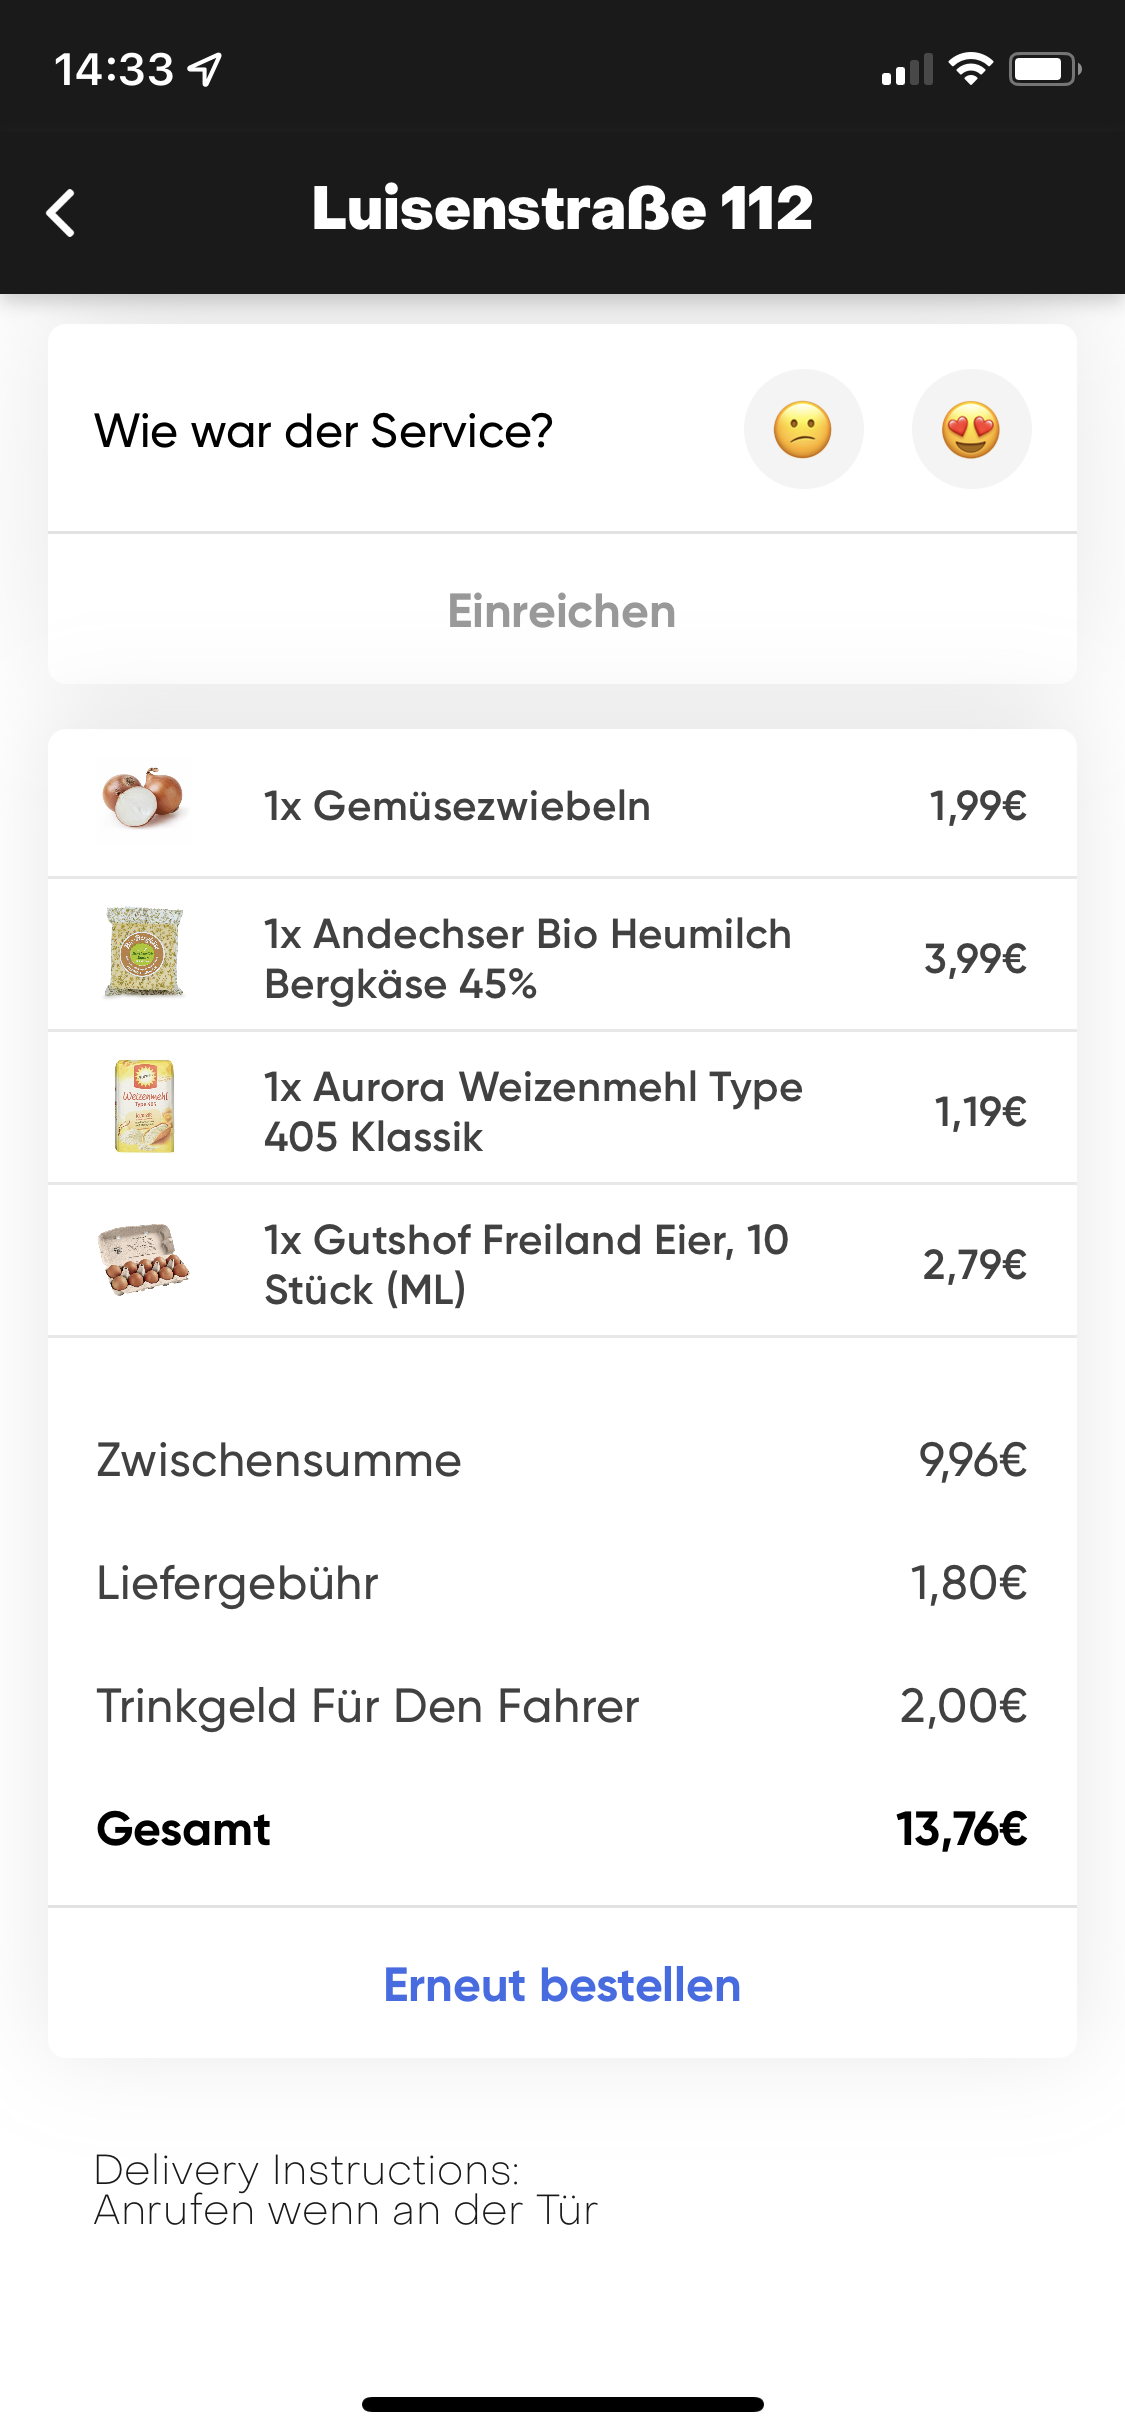 14:33
Luisenstraße 112
Wie war der Service?
Einreichen
1x Gemüsezwiebeln 1,99€
1x Andechser Bio Heumilch
Bergkäse 45% 3,99€
1x Aurora Weizenmehl Type
405 Klassik 1,19€
Weizenmehl
Type 405
1x Gutshof Freiland Eier, 10
Stück (ML) 2,79€
Zwischensumme 9,96€
Liefergebühr 1,80€
Trinkgeld Für Den Fahrer 2,00€
Gesamt 13,76€
Erneut bestellen
Delivery Instructions:
Anrufen wenn an der Tür